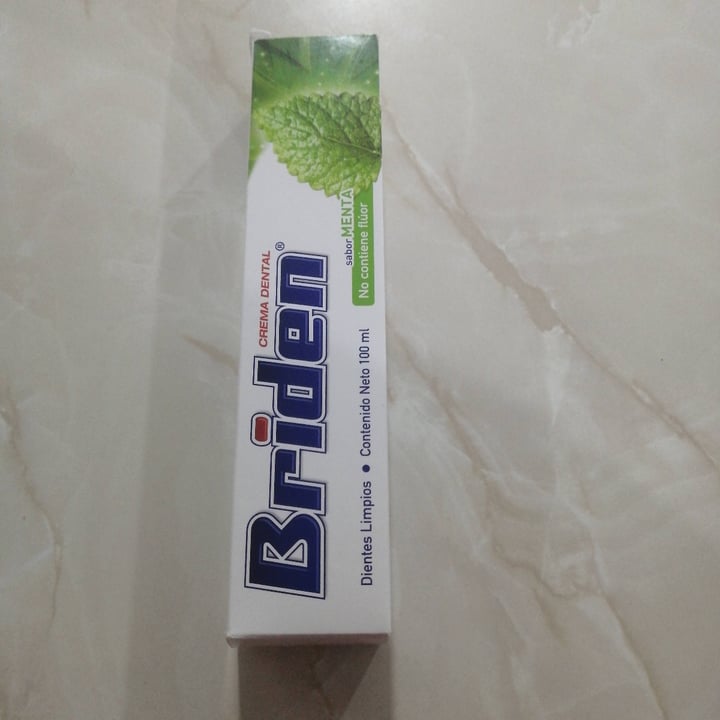 CREMA DENTAL
Briden®
sabor MENTA
No contiene flúor
Dientes Limpios • Contenido Neto 100 ml